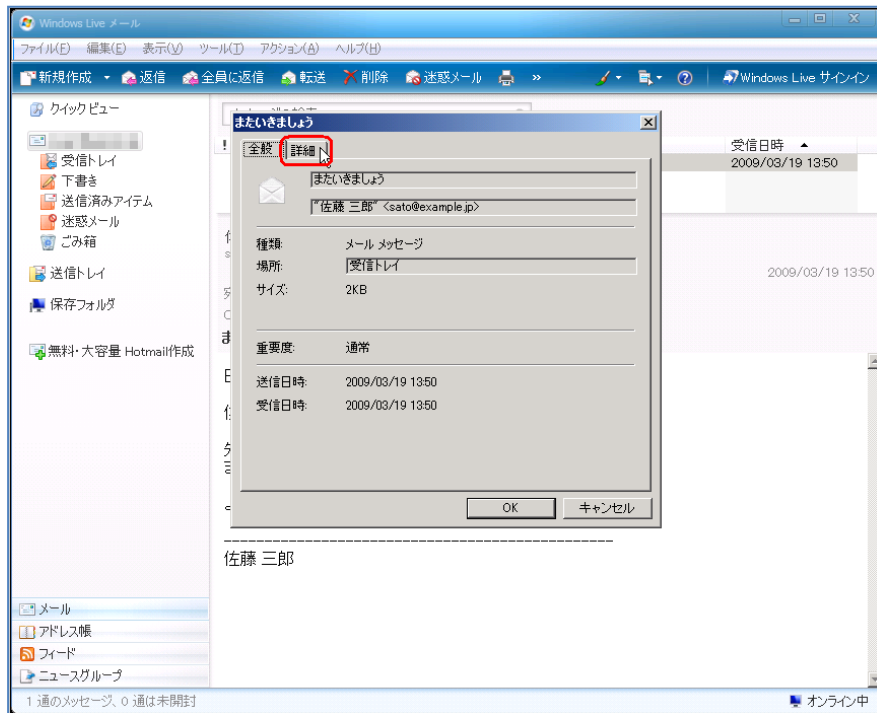 Windows Live メール
ファイル(F) 編集(E) 表示(V) ツール(T) アクション(A) ヘルプ(H)
新規作成 返信 全員に返信 転送 削除 迷惑メール » Windows Live サインイン
クイック ビュー
受信トレイ
下書き
送信済みアイテム
迷惑メール
ごみ箱
送信トレイ
保存フォルダ
無料・大容量 Hotmail作成
メール
アドレス帳
フィード
ニュースグループ
!
受信日時
2009/03/19 13:50
2009/03/19 13:50
またいきましょう
全般 詳細
またいきましょう
"佐藤 三郎" <sato@example.jp>
種類: メール メッセージ
場所: 受信トレイ
サイズ: 2KB
重要度: 通常
送信日時: 2009/03/19 13:50
受信日時: 2009/03/19 13:50
OK キャンセル
佐藤 三郎
1 通のメッセージ、0 通は未開封
オンライン中